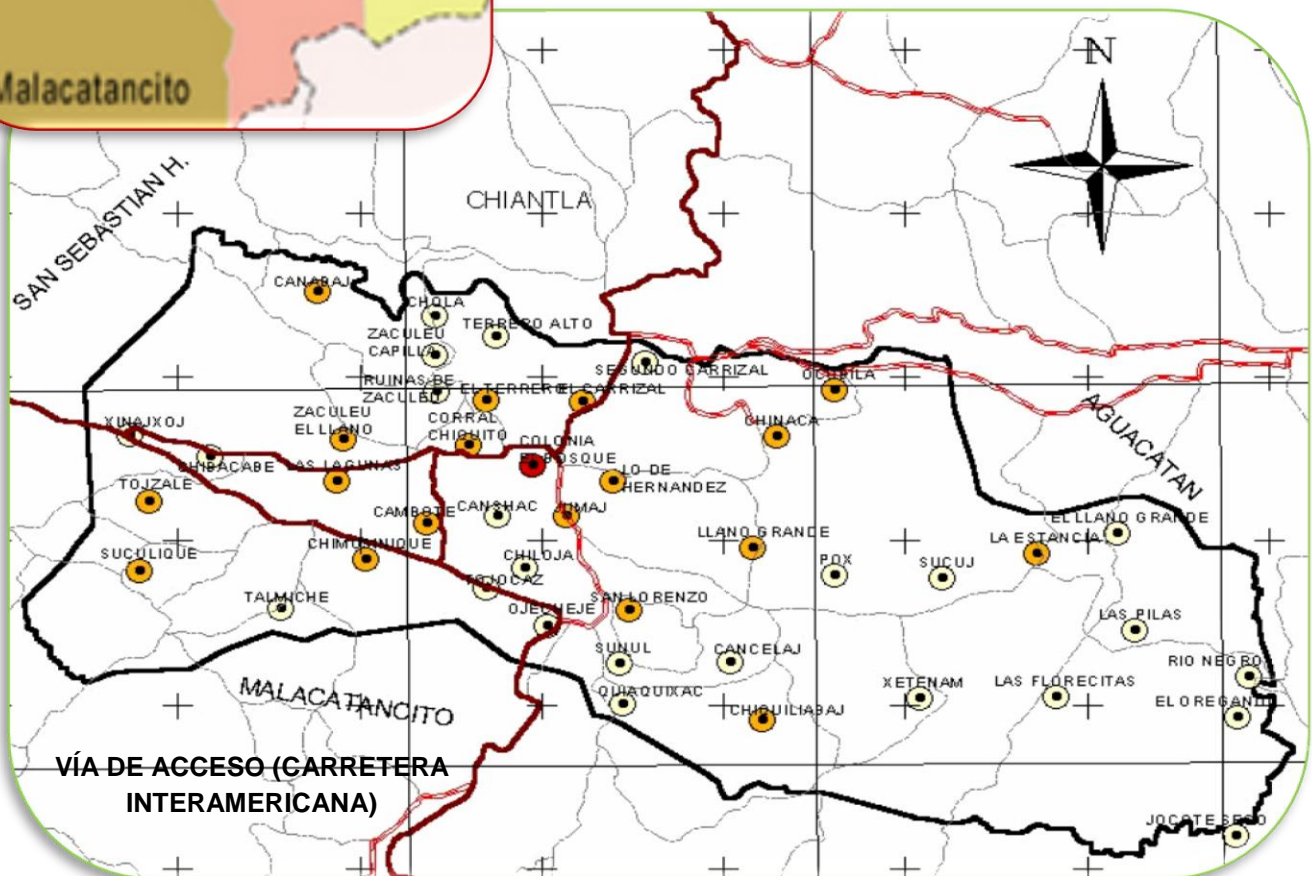 Malacatancito
N
SAN SEBASTIAN H.
CHIANTLA
CANABAJ
CHOLA
TERRERO ALTO
ZACULEU
CAPILLA
SEGUNDO CARRIZAL
OCUBILA
RUINAS DE
ZACULEU
EL TERRERO
EL CARRIZAL
AGUACATAN
ZACULEU
EL LLANO
CORRAL
CHIQUITO
CHINACA
XINAJXOJ
COLONIA
EL BOSQUE
CHIBACABE
LAS LAGUNAS
LO DE
HERNANDEZ
TOJZALE
CAMBOTE
CANSHAC
JUMAJ
EL LLANO GRANDE
LLANO GRANDE
LA ESTANCIA
CHIMUSINIQUE
SUCULIQUE
CHILOJA
POX
SUCUJ
TOJOCAZ
TALMICHE
OJECHEJE
SAN LORENZO
LAS PILAS
SUNUL
CANCELAJ
RIO NEGRO
MALACATANCITO
QUIAQUIXAC
XETENAM
LAS FLORECITAS
EL OREGANO
CHIQUILIABAJ
VÍA DE ACCESO (CARRETERA
INTERAMERICANA)
JOCOTE SECO